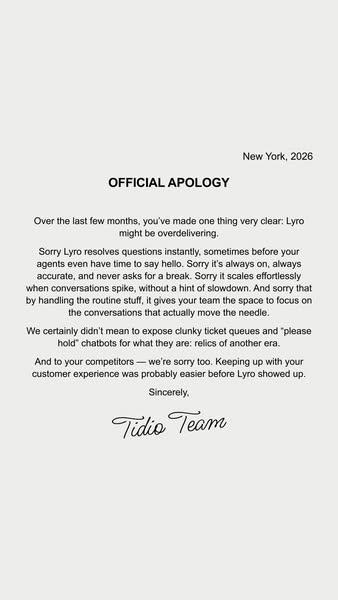 New York, 2026
OFFICIAL APOLOGY
Over the last few months, you’ve made one thing very clear: Lyro
might be overdelivering.
Sorry Lyro resolves questions instantly, sometimes before your
agents even have time to say hello. Sorry it’s always on, always
accurate, and never asks for a break. Sorry it scales effortlessly
when conversations spike, without a hint of slowdown. And sorry that
by handling the routine stuff, it gives your team the space to focus on
the conversations that actually move the needle.
We certainly didn’t mean to expose clunky ticket queues and “please
hold” chatbots for what they are: relics of another era.
And to your competitors — we’re sorry too. Keeping up with your
customer experience was probably easier before Lyro showed up.
Sincerely,
Tidio Team